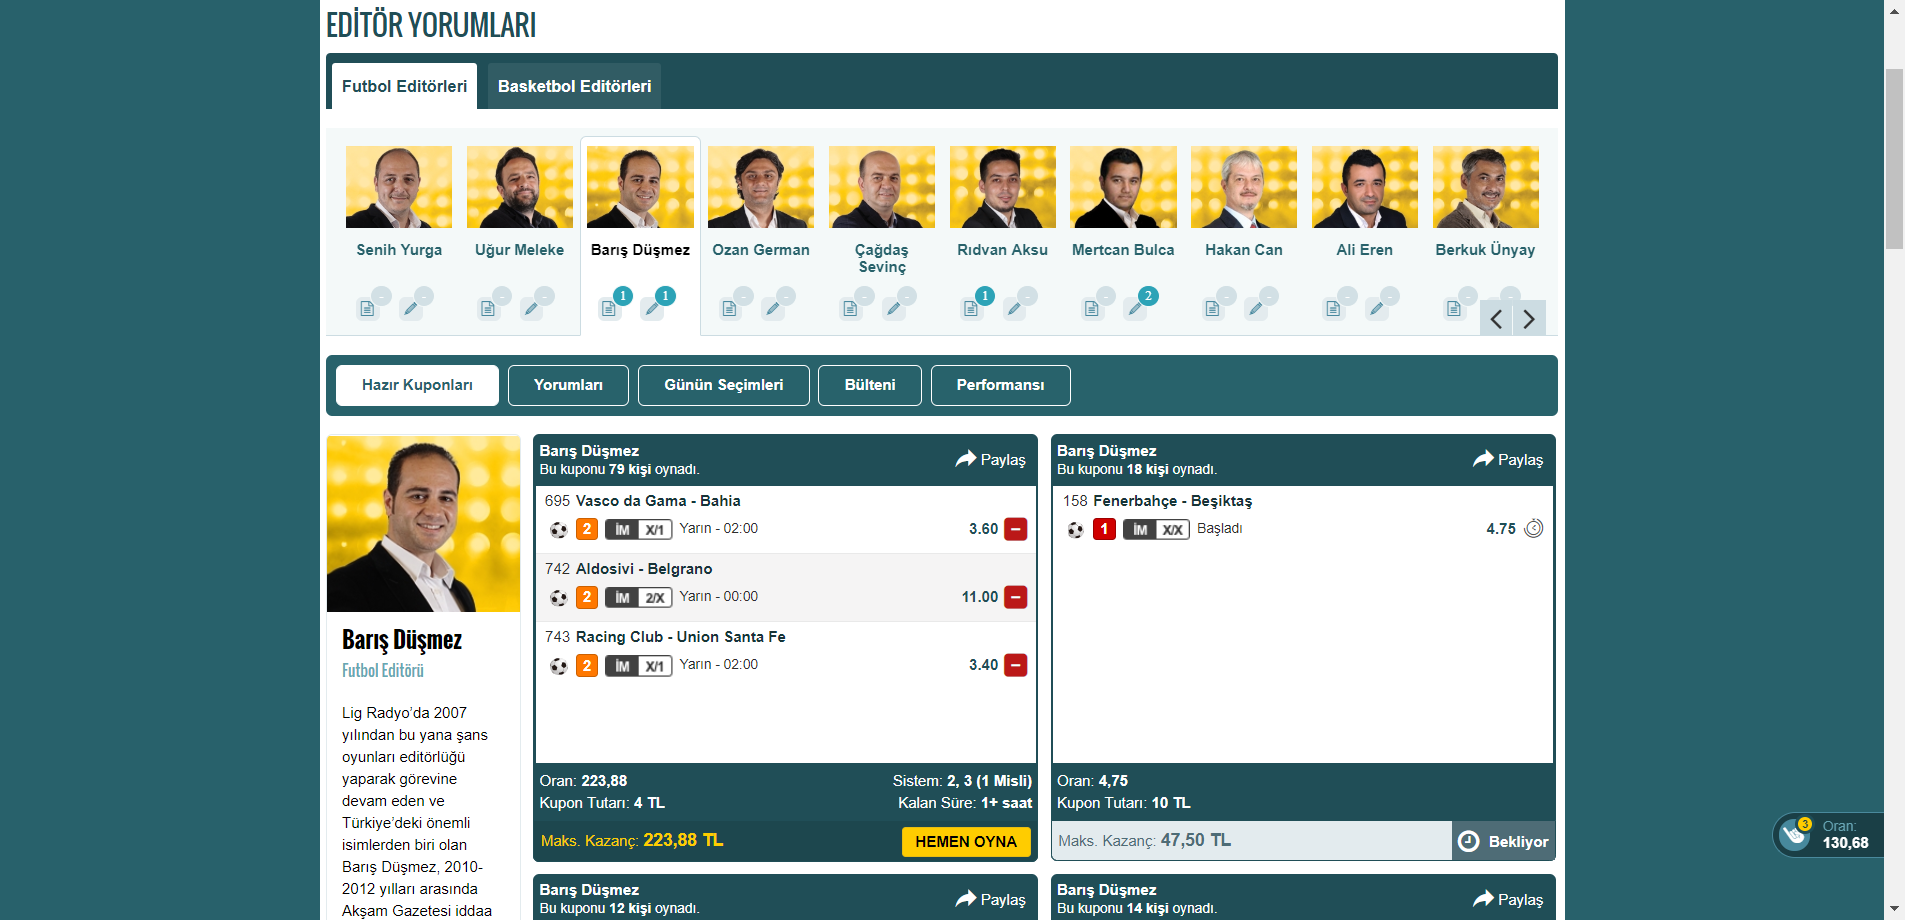 EDİTÖR YORUMLARI
Futbol Editörleri
Basketbol Editörleri
Senih Yurga
Uğur Meleke
Barış Düşmez
Ozan German
Çağdaş
Sevinç
Rıdvan Aksu
Mertcan Bulca
Hakan Can
Ali Eren
Berkuk Ünyay
- -
- -
1 1
- -
- -
1 -
- 2
- -
- -
- -
Hazır Kuponları
Yorumları
Günün Seçimleri
Bülteni
Performansı
Barış Düşmez
Futbol Editörü
Lig Radyo’da 2007
yılından bu yana şans
oyunları editörlüğü
yaparak görevine
devam eden ve
Türkiye’deki önemli
isimlerden biri olan
Barış Düşmez, 2010-
2012 yılları arasında
Akşam Gazetesi iddaa
Barış Düşmez
Bu kuponu 79 kişi oynadı.
Paylaş
695 Vasco da Gama - Bahia
2 İM X/1 Yarın - 02:00 3.60
742 Aldosivi - Belgrano
2 İM 2/X Yarın - 00:00 11.00
743 Racing Club - Union Santa Fe
2 İM X/1 Yarın - 02:00 3.40
Oran: 223,88
Sistem: 2, 3 (1 Misli)
Kupon Tutarı: 4 TL
Kalan Süre: 1+ saat
Maks. Kazanç: 223,88 TL
HEMEN OYNA
Barış Düşmez
Bu kuponu 18 kişi oynadı.
Paylaş
158 Fenerbahçe - Beşiktaş
1 İM X/X Başladı 4.75
Oran: 4,75
Kupon Tutarı: 10 TL
Maks. Kazanç: 47,50 TL
Bekliyor
Barış Düşmez
Bu kuponu 12 kişi oynadı.
Paylaş
Barış Düşmez
Bu kuponu 14 kişi oynadı.
Paylaş
3
Oran:
130,68